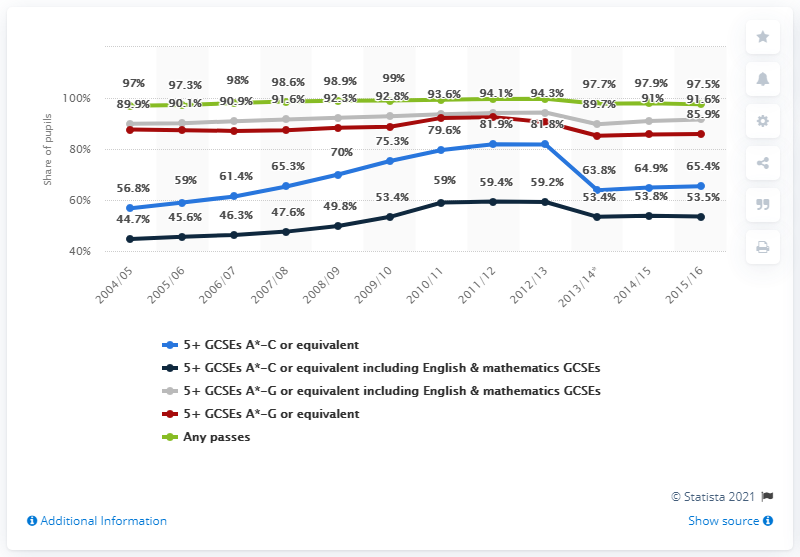 97% 97.3% 98% 98.6% 98.9% 99% 97.7% 97.9% 97.5%
100% 89.9% 90.1% 90.9% 91.6% 92.3% 92.8% 93.6% 94.1% 94.3% 89.7% 91% 91.6%
85.9%
80% 56.8% 59% 61.4% 65.3% 70% 75.3% 79.6% 81.9% 81.8% 63.8% 64.9% 65.4%
60% 44.7% 45.6% 46.3% 47.6% 49.8% 53.4% 59% 59.4% 59.2% 53.4% 53.8% 53.5%
40%
Share of pupils
2004/05 2005/06 2006/07 2007/08 2008/09 2009/10 2010/11 2011/12 2012/13 2013/14* 2014/15 2015/16
5+ GCSEs A*-C or equivalent
5+ GCSEs A*-C or equivalent including English & mathematics GCSEs
5+ GCSEs A*-G or equivalent including English & mathematics GCSEs
5+ GCSEs A*-G or equivalent
Any passes
© Statista 2021
Additional Information Show source